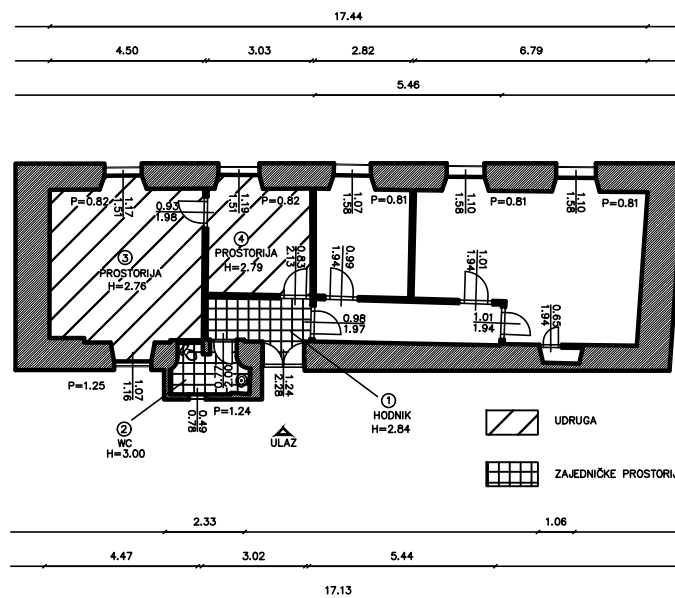 17.44
4.50 3.03 2.82 6.79
5.46
P=0.82 1.17 1.51 0.93 1.98 1.19 1.51 P=0.82 1.07 1.58 P=0.81 1.10 1.58 P=0.81 1.10 1.58 P=0.81
3
PROSTORIJA
H=2.76
4
PROSTORIJA
H=2.79
0.83 2.13
0.99 1.94
1.01 1.94
0.98
1.97
1.01
1.94
0.65 1.94
P=1.25
1.07 1.16
0.77 2.00
1.24 2.28
0.49 0.78
P=1.24
2
WC
H=3.00
ULAZ
1
HODNIK
H=2.84
UDRUGA
ZAJEDNIČKE PROSTORIJ
2.33 1.06
4.47 3.02 5.44
17.13